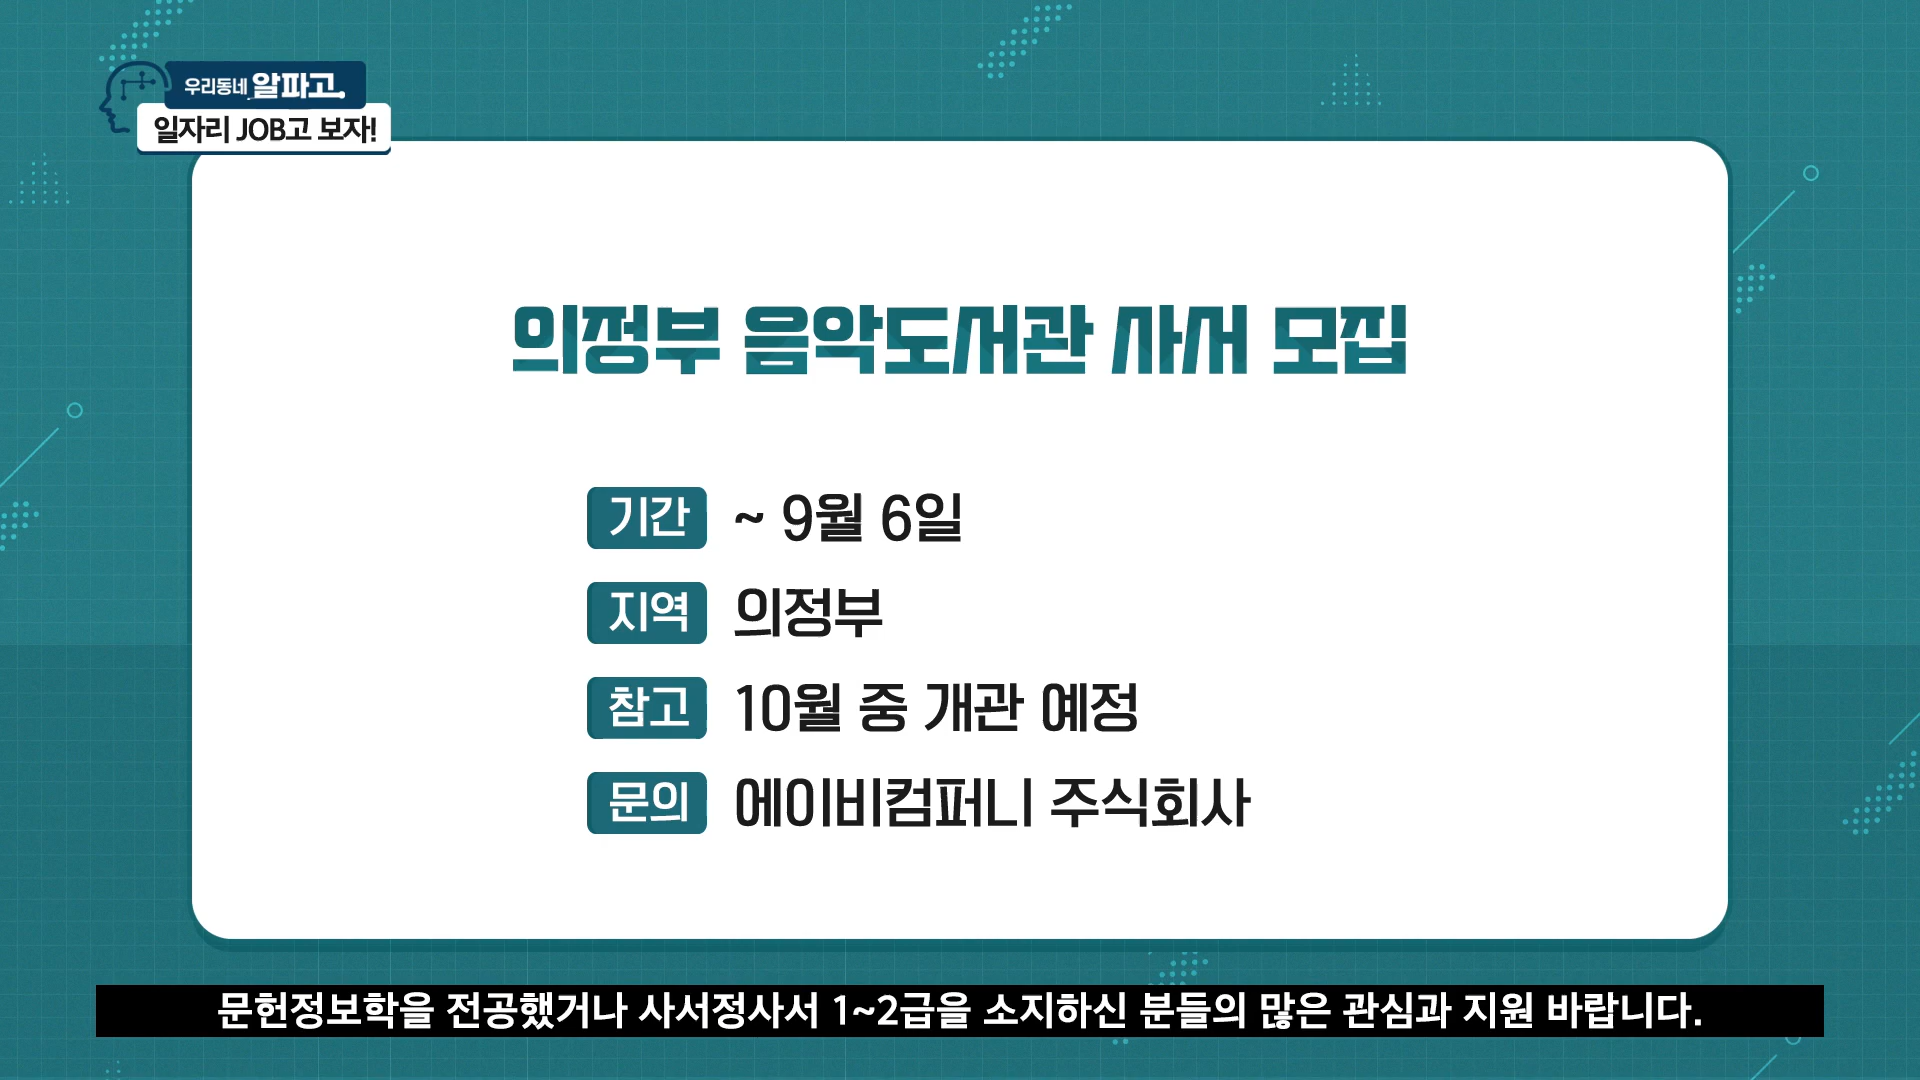 우리동네 알파고
일자리 JOB고 보자!
의정부 음악도서관 사서 모집
기간 ~ 9월 6일
지역 의정부
참고 10월 중 개관 예정
문의 에이비컴퍼니 주식회사
문헌정보학을 전공했거나 사서정사서 1~2급을 소지하신 분들의 많은 관심과 지원 바랍니다.